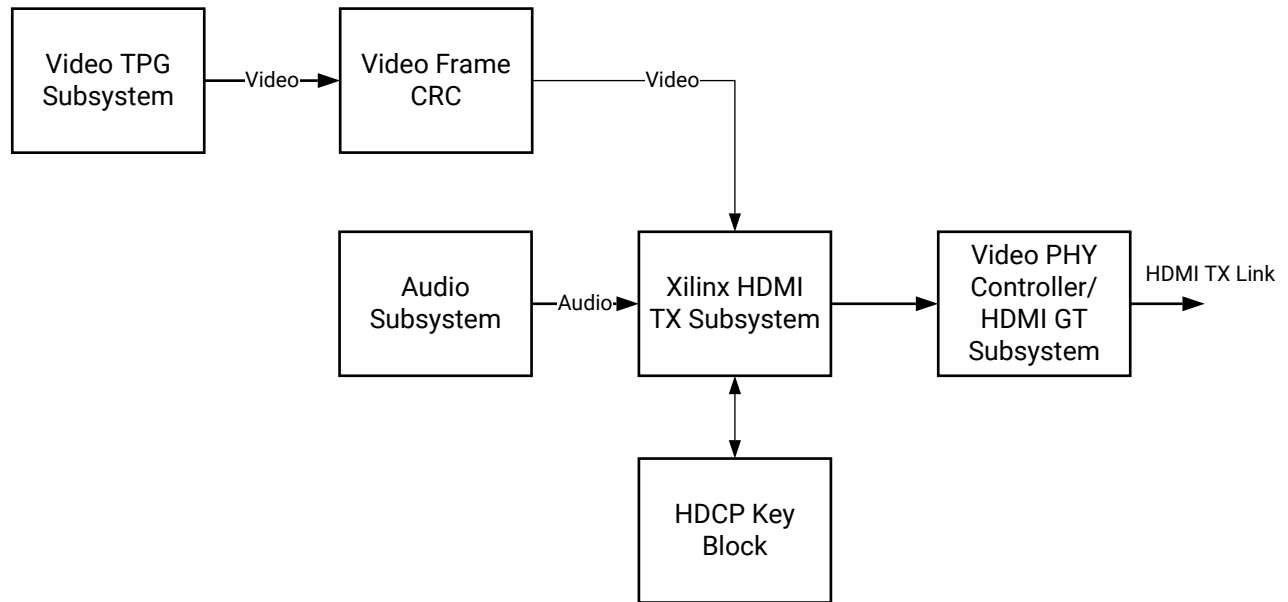 Video TPG
Subsystem
Video
Video Frame
CRC
Video
Audio
Subsystem
Audio
Xilinx HDMI
TX Subsystem
Video PHY
Controller/
HDMI GT
Subsystem
HDMI TX Link
HDCP Key
Block